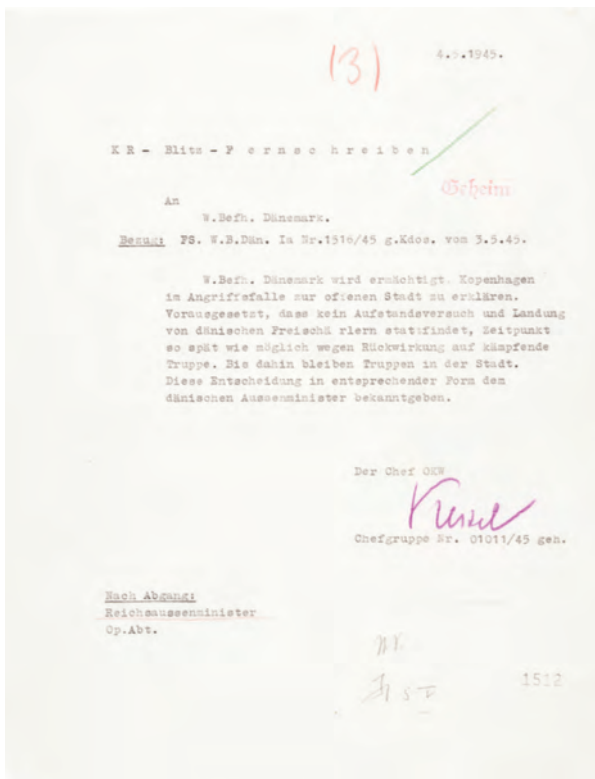 (3)
4.5.1945.
K R - Blitz - F e r n s c h r e i b e n
Geheim
An
W.Befh. Dänemark.
Bezug: FS. W.B.Dän. Ia Nr.1516/45 g.Kdos. vom 3.5.45.
W.Befh. Dänemark wird ermächtigt, Kopenhagen
im Angriffsfalle zur offenen Stadt zu erklären.
Vorausgesetzt, dass kein Aufstandsversuch und Landung
von dänischen Freischä rlern stattfindet, Zeitpunkt
so spät wie möglich wegen Rückwirkung auf kämpfende
Truppe. Bis dahin bleiben Truppen in der Stadt.
Diese Entscheidung in entsprechender Form dem
dänischen Aussenminister bekanntgeben.
Der Chef OKW
Keitel
Chefgruppe Nr. 01011/45 geh.
Nach Abgang:
Reichsaussenminister
Op.Abt.
1512